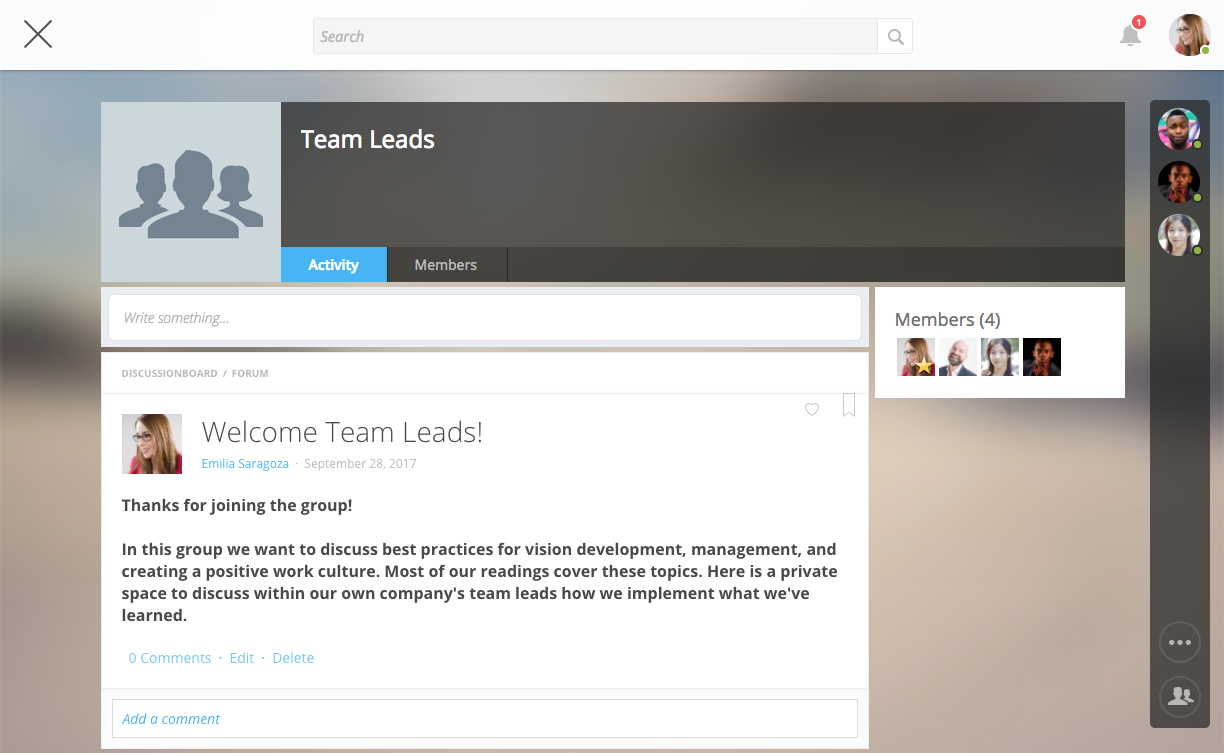 Search
1
Team Leads
Activity
Members
Write something...
Members (4)
DISCUSSIONBOARD / FORUM
Welcome Team Leads!
Emilia Saragoza · September 28, 2017
Thanks for joining the group!
In this group we want to discuss best practices for vision development, management, and
creating a positive work culture. Most of our readings cover these topics. Here is a private
space to discuss within our own company's team leads how we implement what we've
learned.
0 Comments · Edit · Delete
Add a comment